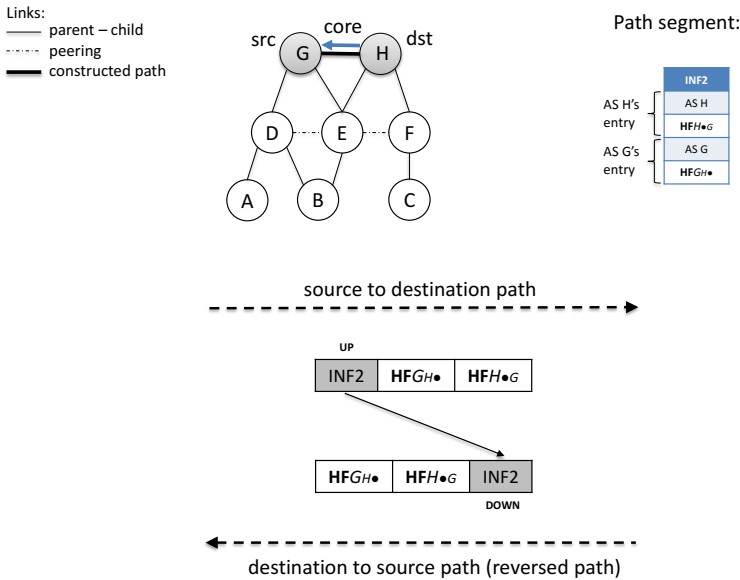 Links:
parent – child
peering
constructed path
src
core
dst
G
H
D
E
F
A
B
C
Path segment:
INF2
AS H's entry
AS H
HFH●G
AS G's entry
AS G
HFGH●
source to destination path
UP
INF2 HFGH● HFH●G
HFGH● HFH●G INF2
DOWN
destination to source path (reversed path)